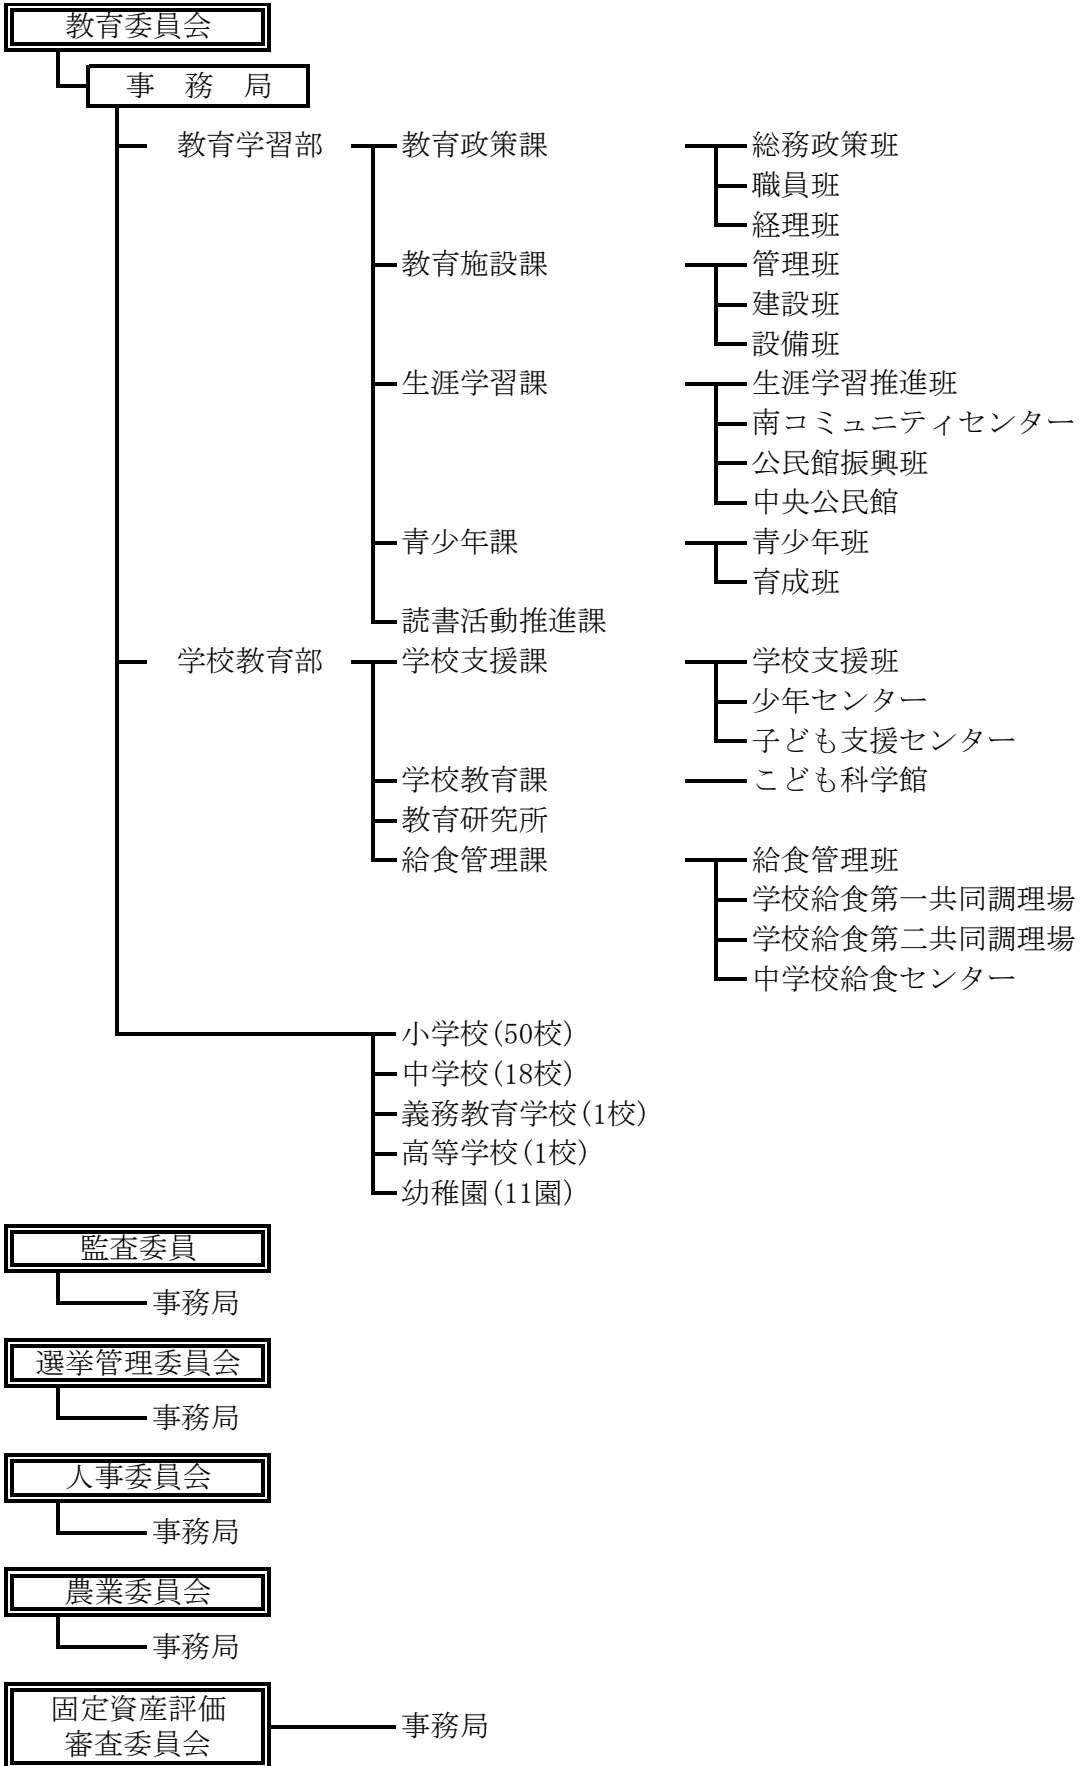 教育委員会
事　務　局
教育学習部 教育政策課 総務政策班
職員班
経理班
教育施設課 管理班
建設班
設備班
生涯学習課 生涯学習推進班
南コミュニティセンター
公民館振興班
中央公民館
青少年課 青少年班
育成班
読書活動推進課
学校教育部 学校支援課 学校支援班
少年センター
子ども支援センター
学校教育課 こども科学館
教育研究所
給食管理課 給食管理班
学校給食第一共同調理場
学校給食第二共同調理場
中学校給食センター
小学校(50校)
中学校(18校)
義務教育学校(1校)
高等学校(1校)
幼稚園(11園)
監査委員
事務局
選挙管理委員会
事務局
人事委員会
事務局
農業委員会
事務局
固定資産評価
審査委員会
事務局